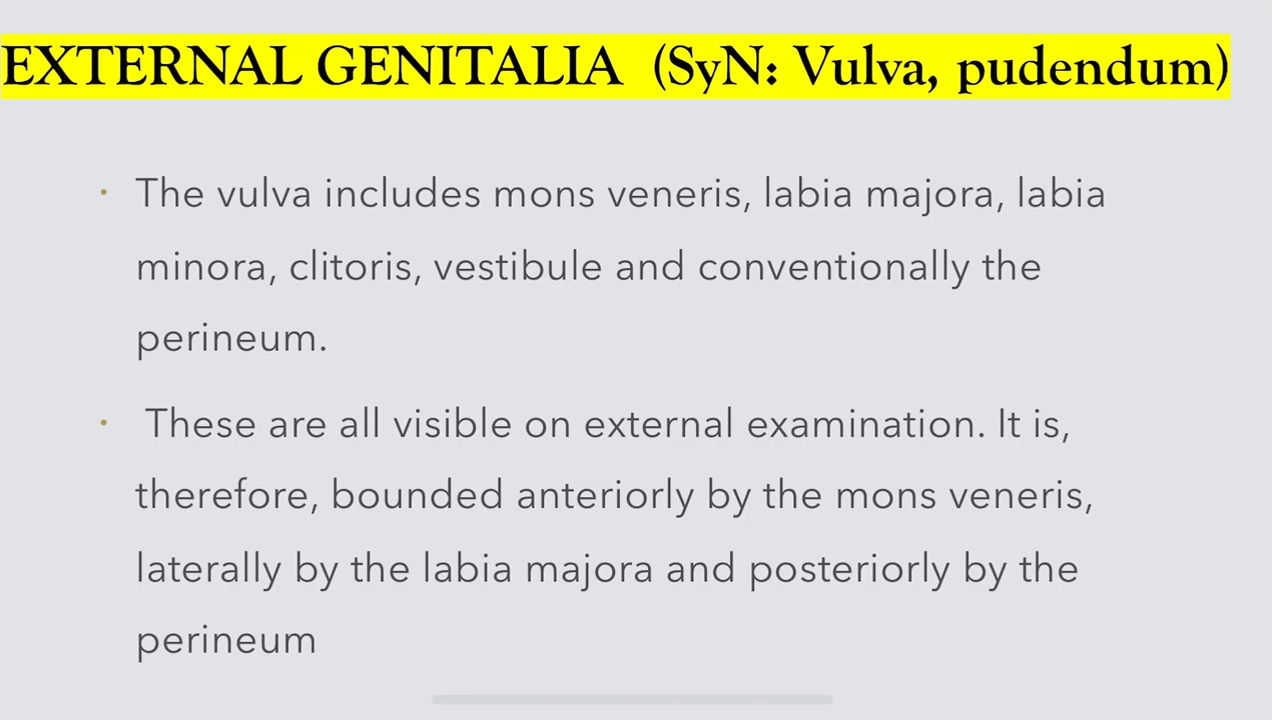 EXTERNAL GENITALIA (SyN: Vulva, pudendum)
• The vulva includes mons veneris, labia majora, labia
minora, clitoris, vestibule and conventionally the
perineum.
• These are all visible on external examination. It is,
therefore, bounded anteriorly by the mons veneris,
laterally by the labia majora and posteriorly by the
perineum